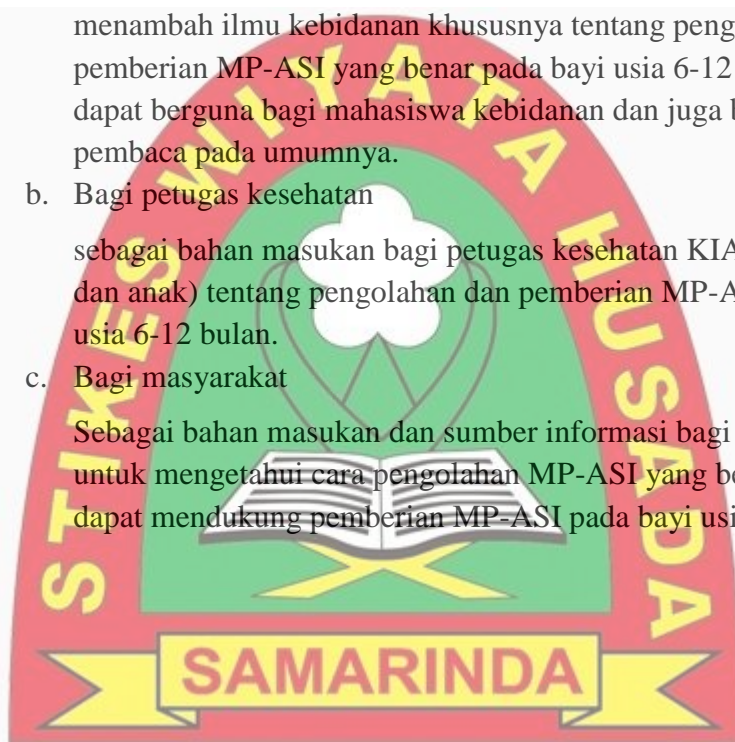 menambah ilmu kebidanan khususnya tentang peng
pemberian MP-ASI yang benar pada bayi usia 6-12
dapat berguna bagi mahasiswa kebidanan dan juga b
pembaca pada umumnya.
b. Bagi petugas kesehatan
sebagai bahan masukan bagi petugas kesehatan KIA
dan anak) tentang pengolahan dan pemberian MP-A
usia 6-12 bulan.
c. Bagi masyarakat
Sebagai bahan masukan dan sumber informasi bagi
untuk mengetahui cara pengolahan MP-ASI yang be
dapat mendukung pemberian MP-ASI pada bayi usi
STIKES WIYATA HUSADA
SAMARINDA